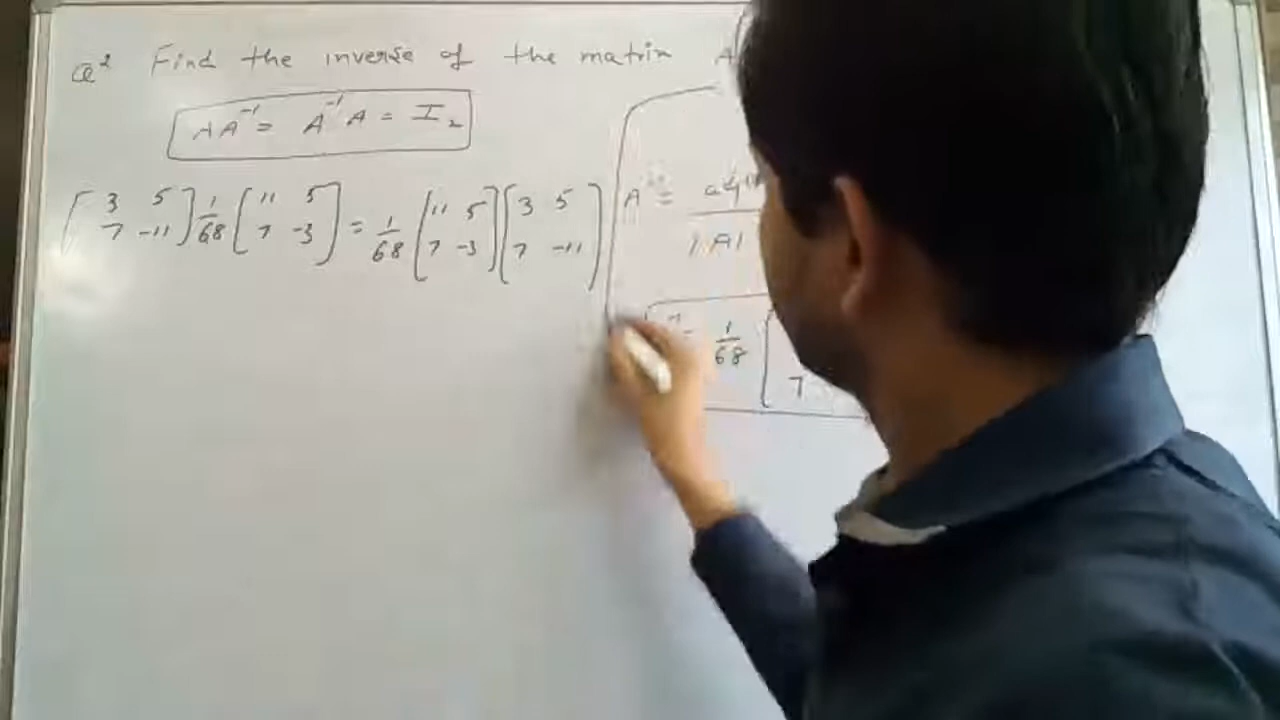 Q² Find the inverse of the matrix A
AA⁻¹ = A⁻¹A = I₂
[3 5 7 -11] 1/68 [11 5 7 -3] = 1/68 [11 5 7 -3] [3 5 7 -11]
A⁻¹ =
|A|
1/68 [ 7